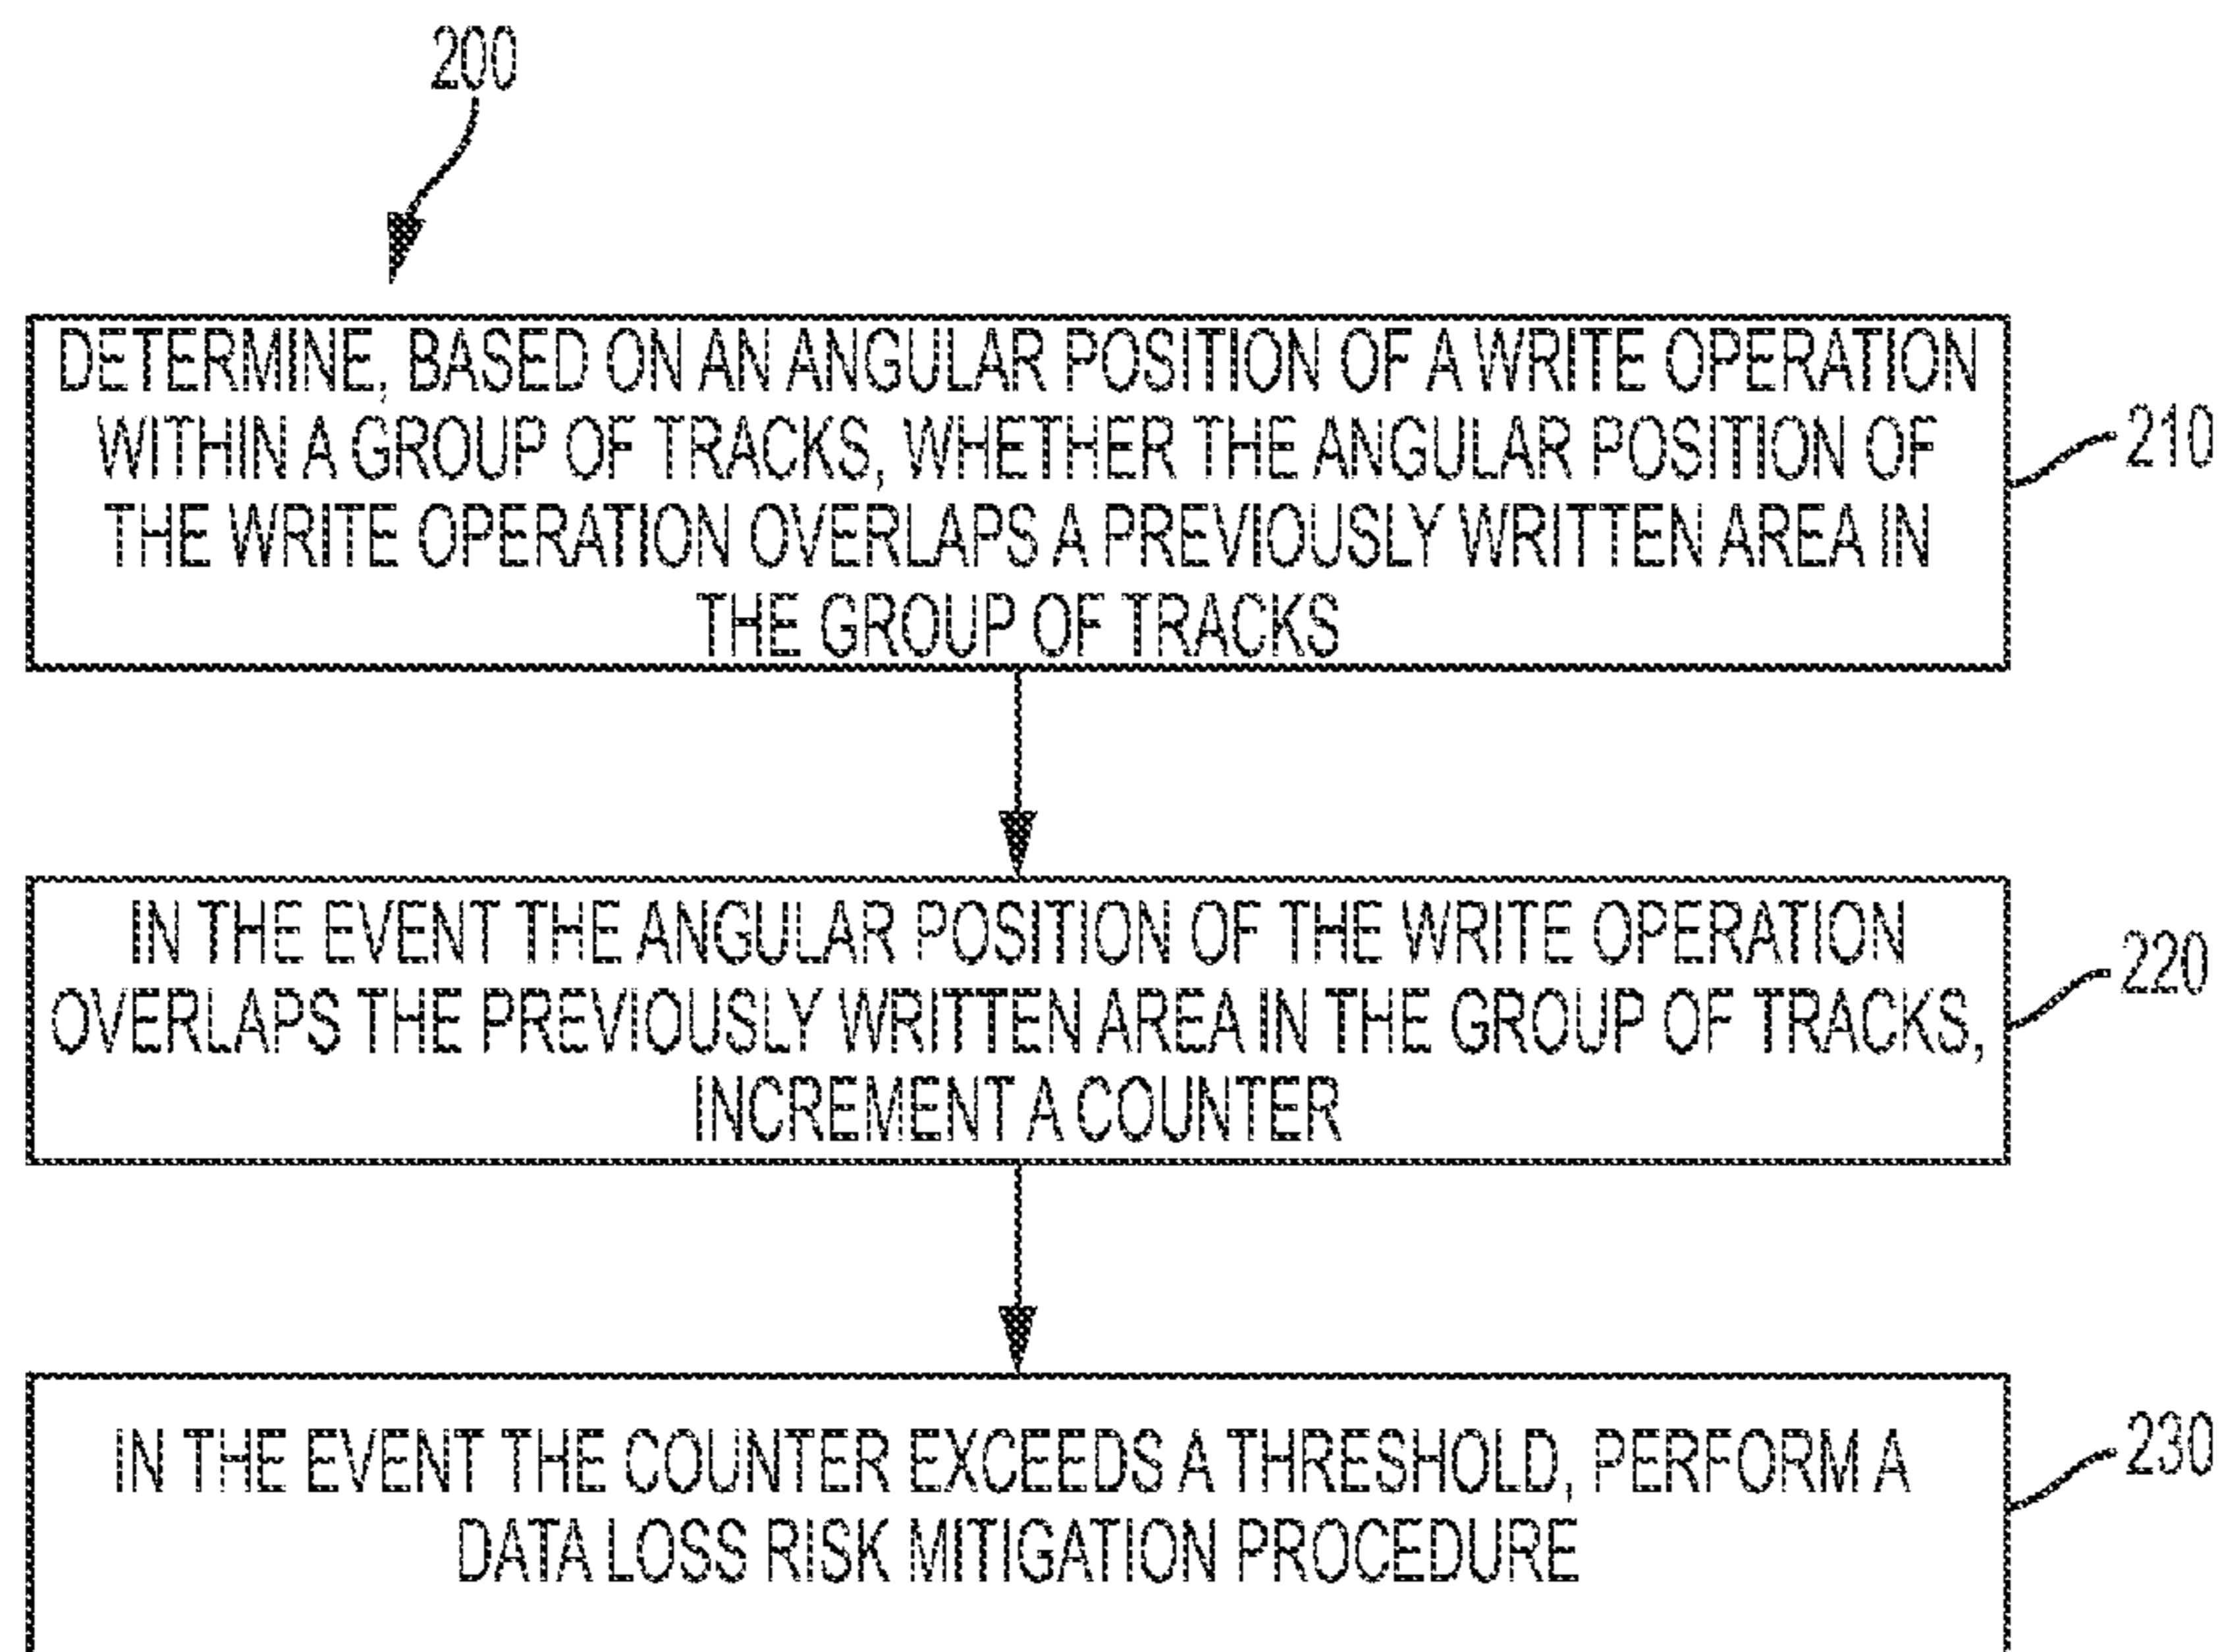 200
DETERMINE, BASED ON AN ANGULAR POSITION OF A WRITE OPERATION
WITHIN A GROUP OF TRACKS, WHETHER THE ANGULAR POSITION OF
THE WRITE OPERATION OVERLAPS A PREVIOUSLY WRITTEN AREA IN
THE GROUP OF TRACKS
210
IN THE EVENT THE ANGULAR POSITION OF THE WRITE OPERATION
OVERLAPS THE PREVIOUSLY WRITTEN AREA IN THE GROUP OF TRACKS,
INCREMENT A COUNTER
220
IN THE EVENT THE COUNTER EXCEEDS A THRESHOLD, PERFORM A
DATA LOSS RISK MITIGATION PROCEDURE
230